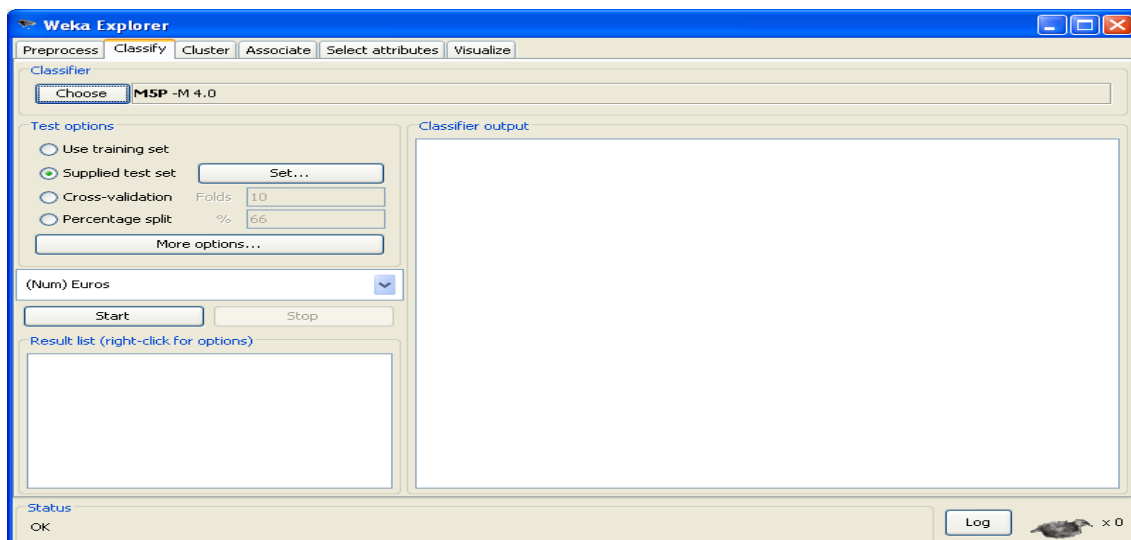 Weka Explorer
Preprocess Classify Cluster Associate Select attributes Visualize
Classifier
Choose M5P -M 4.0
Test options
Use training set
Supplied test set Set...
Cross-validation Folds 10
Percentage split % 66
More options...
(Num) Euros
Start Stop
Result list (right-click for options)
Classifier output
Status
OK
Log x 0